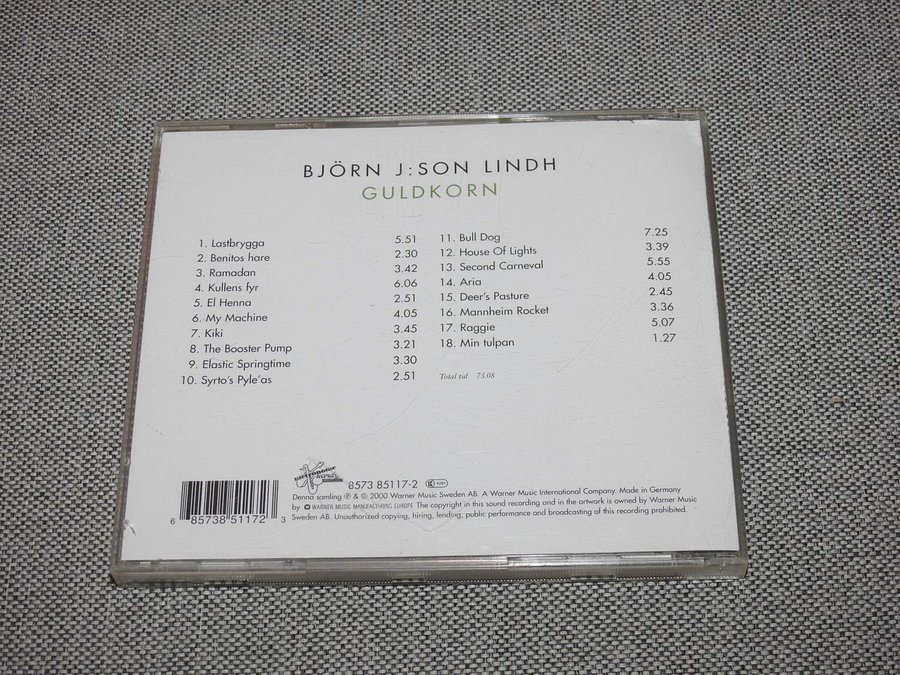 BJÖRN J:SON LINDH
GULDKORN
1. Lastbrygga 5.51
2. Benitos hare 2.30
3. Ramadan 3.42
4. Kullens fyr 6.06
5. El Henna 2.51
6. My Machine 4.05
7. Kiki 3.45
8. The Booster Pump 3.21
9. Elastic Springtime 3.30
10. Syrto's Pyle'as 2.51
11. Bull Dog 7.25
12. House Of Lights 3.39
13. Second Carneval 5.55
14. Aria 4.05
15. Deer's Pasture 2.45
16. Mannheim Rocket 3.36
17. Raggie 5.07
18. Min tulpan 1.27
Total tid 73.08
metronome
records
8573 85117-2
Denna samling ℗ & ©, 2000 Warner Music Sweden AB. A Warner Music International Company. Made in Germany
by WARNER MUSIC MANUFACTURING EUROPE The copyright in this sound recording and in the artwork is owned by Warner Music
Sweden AB. Unauthorized copying, hiring, lending, public performance and broadcasting of this recording prohibited.
6 85738 51172 3